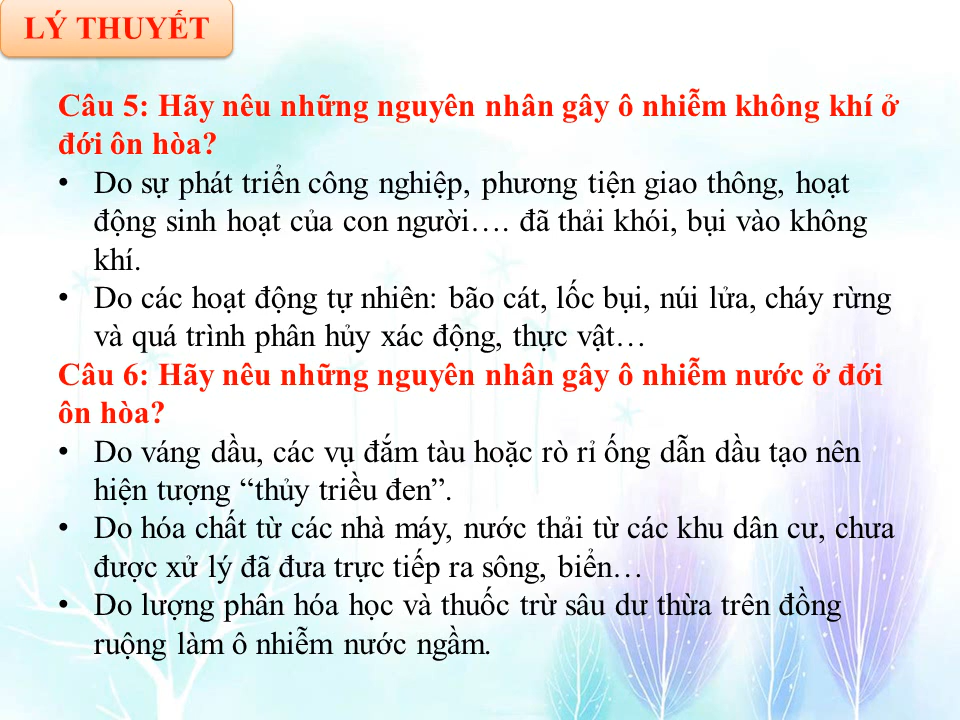 LÝ THUYẾT
Câu 5: Hãy nêu những nguyên nhân gây ô nhiễm không khí ở
đới ôn hòa?
• Do sự phát triển công nghiệp, phương tiện giao thông, hoạt
động sinh hoạt của con người…. đã thải khói, bụi vào không
khí.
• Do các hoạt động tự nhiên: bão cát, lốc bụi, núi lửa, cháy rừng
và quá trình phân hủy xác động, thực vật…
Câu 6: Hãy nêu những nguyên nhân gây ô nhiễm nước ở đới
ôn hòa?
• Do váng dầu, các vụ đắm tàu hoặc rò rỉ ống dẫn dầu tạo nên
hiện tượng “thủy triều đen”.
• Do hóa chất từ các nhà máy, nước thải từ các khu dân cư, chưa
được xử lý đã đưa trực tiếp ra sông, biển…
• Do lượng phân hóa học và thuốc trừ sâu dư thừa trên đồng
ruộng làm ô nhiễm nước ngầm.